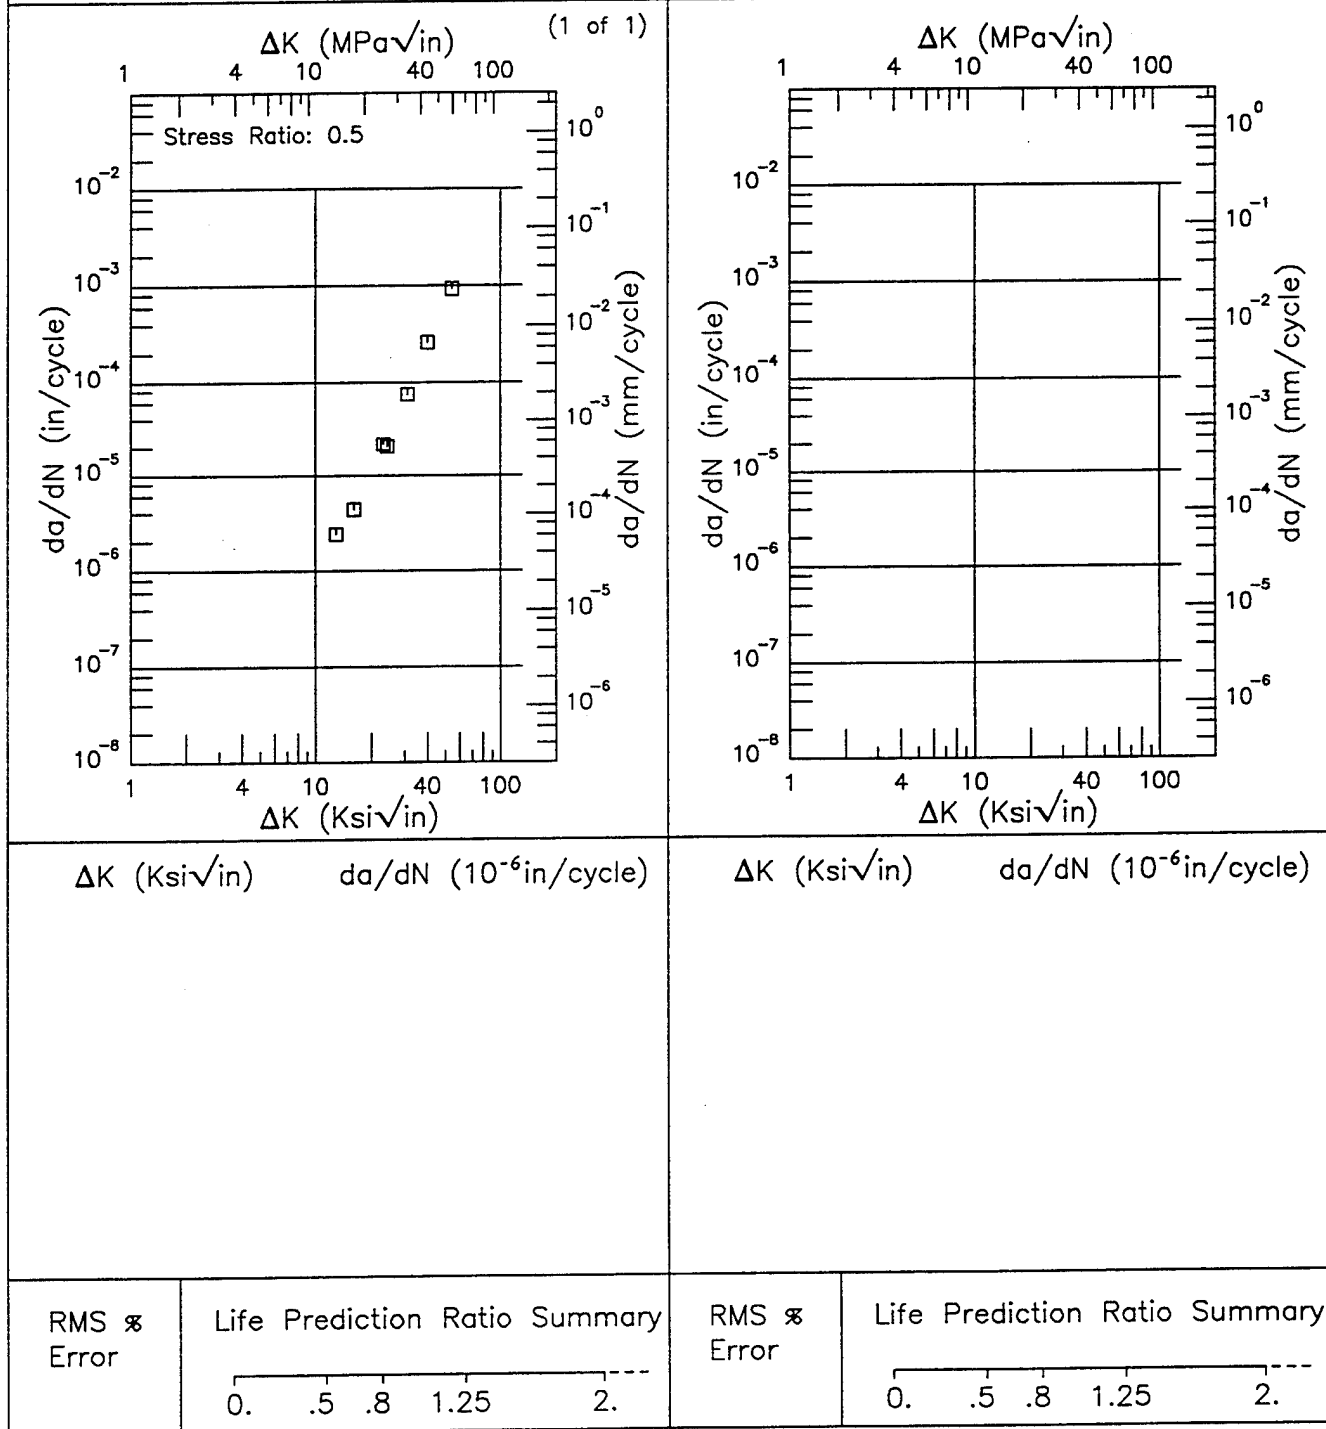 (1 of 1)
ΔK (MPa√in)
1 4 10 40 100
Stress Ratio: 0.5
da/dN (in/cycle)
10⁻²
10⁻³
10⁻⁴
10⁻⁵
10⁻⁶
10⁻⁷
10⁻⁸
10⁰
10⁻¹
10⁻²
10⁻³
10⁻⁴
10⁻⁵
10⁻⁶
da/dN (mm/cycle)
1 4 10 40 100
ΔK (Ksi√in)
ΔK (MPa√in)
1 4 10 40 100
da/dN (in/cycle)
10⁻²
10⁻³
10⁻⁴
10⁻⁵
10⁻⁶
10⁻⁷
10⁻⁸
10⁰
10⁻¹
10⁻²
10⁻³
10⁻⁴
10⁻⁵
10⁻⁶
da/dN (mm/cycle)
1 4 10 40 100
ΔK (Ksi√in)
ΔK (Ksi√in) da/dN (10⁻⁶in/cycle)
ΔK (Ksi√in) da/dN (10⁻⁶in/cycle)
RMS %
Error
Life Prediction Ratio Summary
0. .5 .8 1.25 2.
RMS %
Error
Life Prediction Ratio Summary
0. .5 .8 1.25 2.